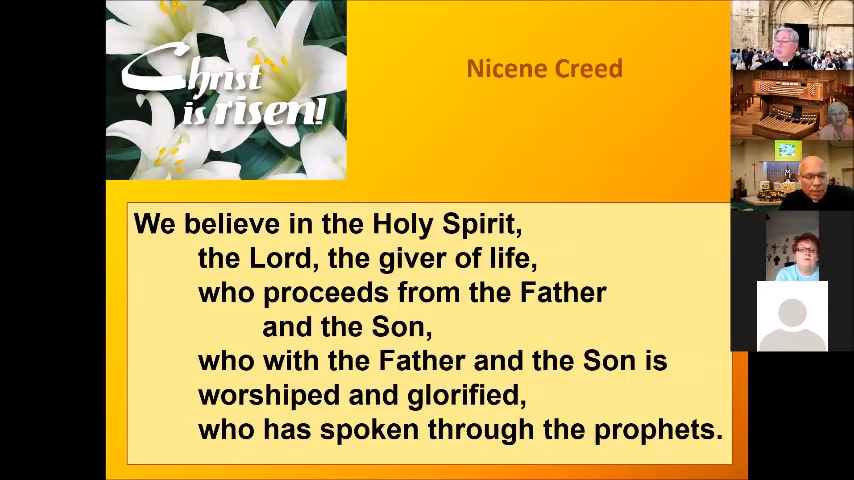 Christ
is risen!
Nicene Creed
We believe in the Holy Spirit,
the Lord, the giver of life,
who proceeds from the Father
and the Son,
who with the Father and the Son is
worshiped and glorified,
who has spoken through the prophets.